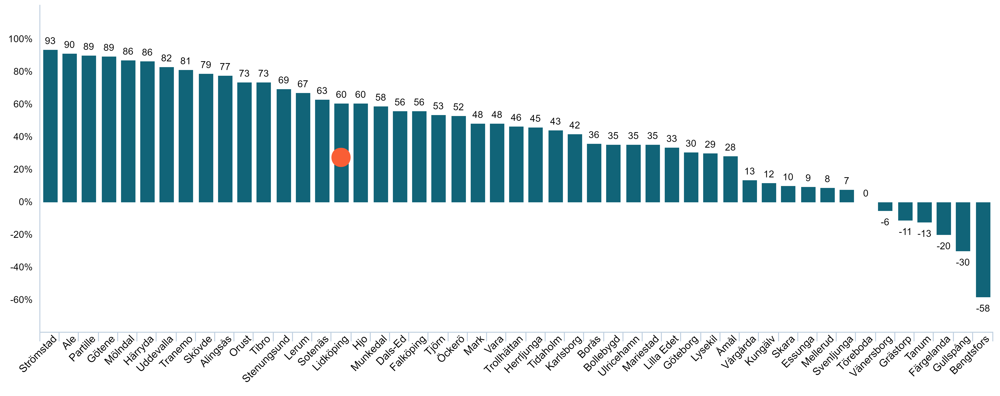 100%
80%
60%
40%
20%
0%
-20%
-40%
-60%
93
90
89
89
86
86
82
81
79
77
73
73
69
67
63
60
60
58
56
56
53
52
48
48
46
45
43
42
36
35
35
35
33
30
29
28
13
12
10
9
8
7
0
-6
-11
-13
-20
-30
-58
Strömstad
Ale
Partille
Götene
Mölndal
Härryda
Uddevalla
Tranemo
Skövde
Alingsås
Orust
Tibro
Stenungsund
Lerum
Sotenäs
Lidköping
Hjo
Munkedal
Dals-Ed
Falköping
Tjörn
Öckerö
Mark
Vara
Trollhättan
Herrljunga
Tidaholm
Karlsborg
Borås
Bollebygd
Ulricehamn
Mariestad
Lilla Edet
Göteborg
Lysekil
Åmål
Vårgårda
Kungälv
Skara
Essunga
Mellerud
Svenljunga
Töreboda
Vänersborg
Grästorp
Tanum
Färgelanda
Gullspång
Bengtsfors